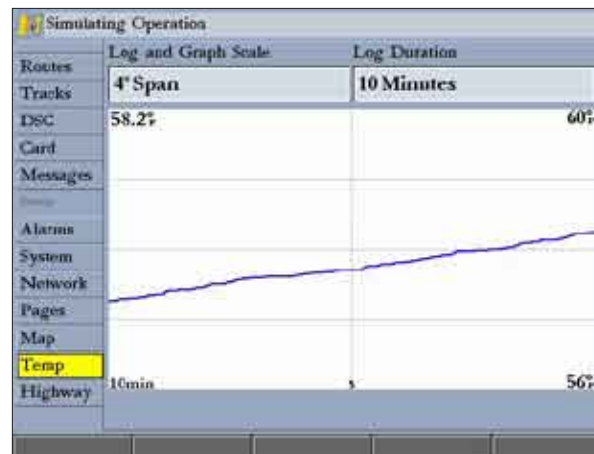 Simulating Operation
Log and Graph Scale
Log Duration
4° Span
10 Minutes
Routes
Tracks
DSC
Card
Messages
Alarms
System
Network
Pages
Map
Temp
Highway
58.2°F
60°F
10min
56°F